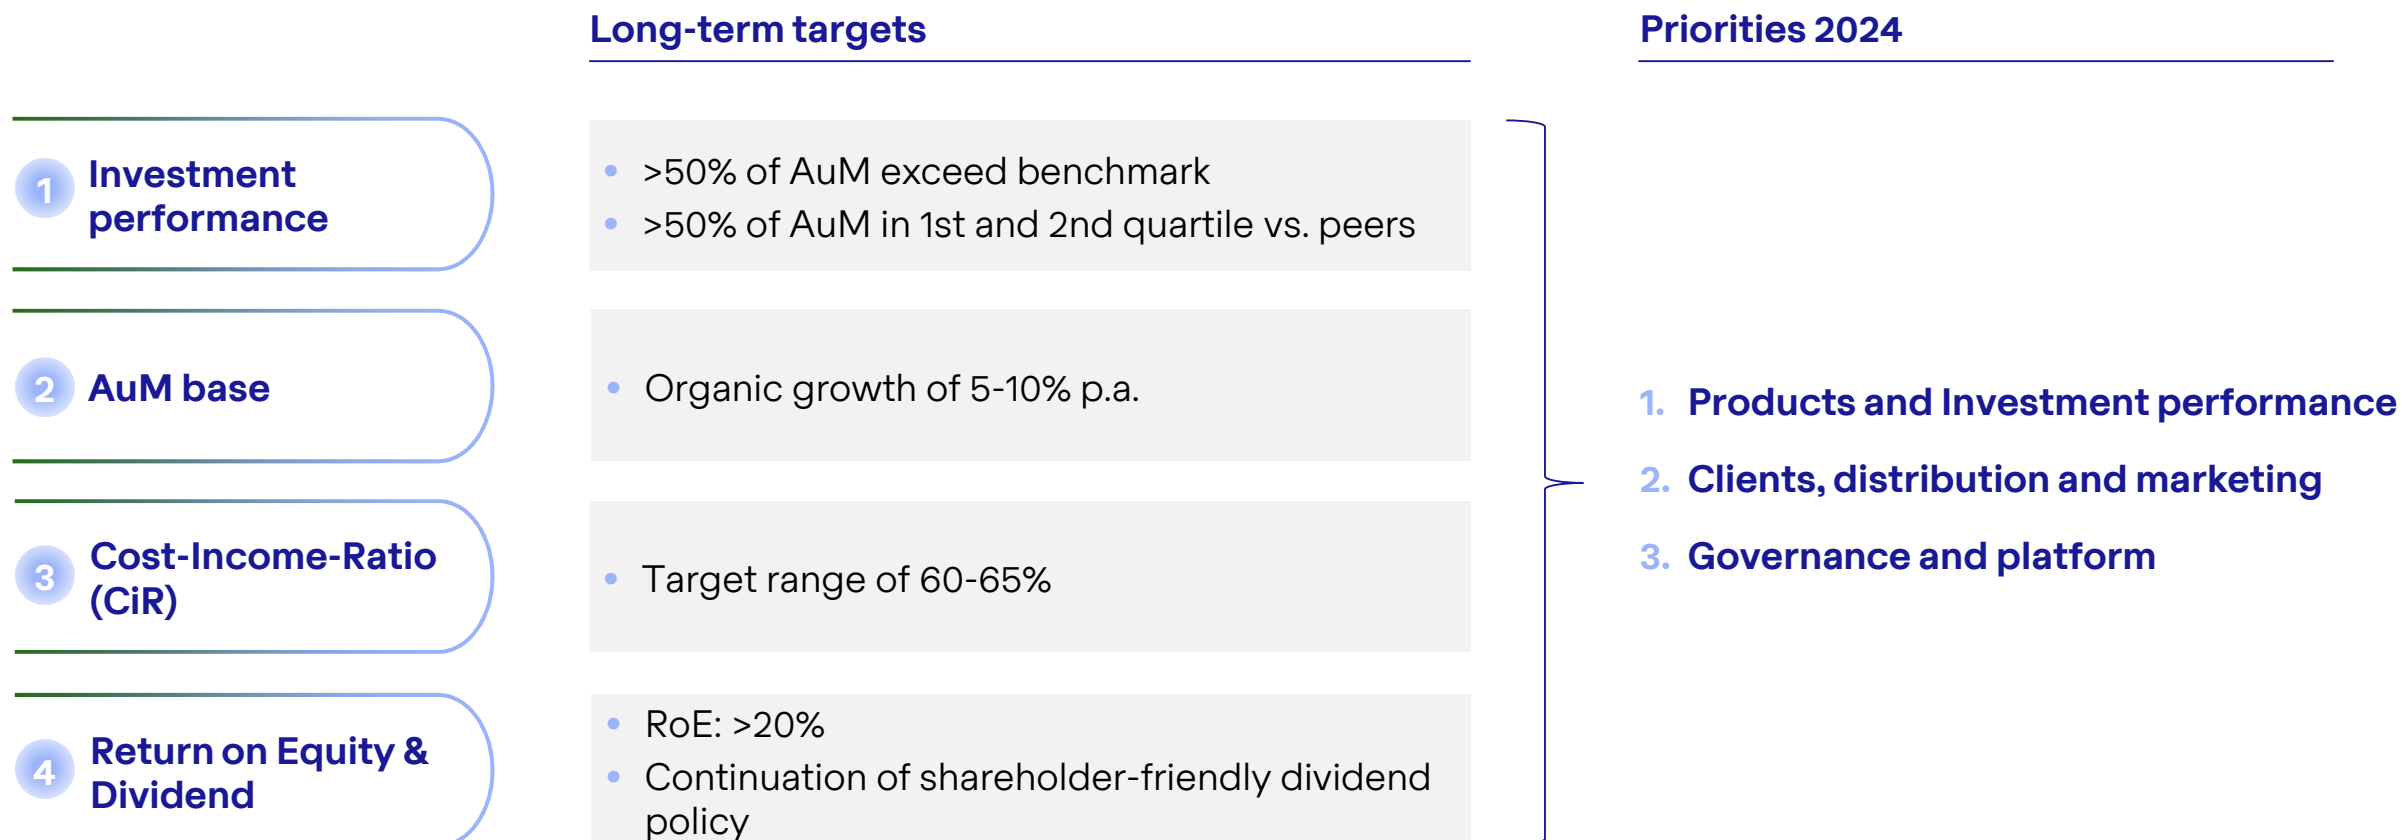 Long-term targets
Priorities 2024
1
Investment
performance
• >50% of AuM exceed benchmark
• >50% of AuM in 1st and 2nd quartile vs. peers
2
AuM base
• Organic growth of 5-10% p.a.
3
Cost-Income-Ratio
(CiR)
• Target range of 60-65%
4
Return on Equity &
Dividend
• RoE: >20%
• Continuation of shareholder-friendly dividend
policy
1. Products and Investment performance
2. Clients, distribution and marketing
3. Governance and platform